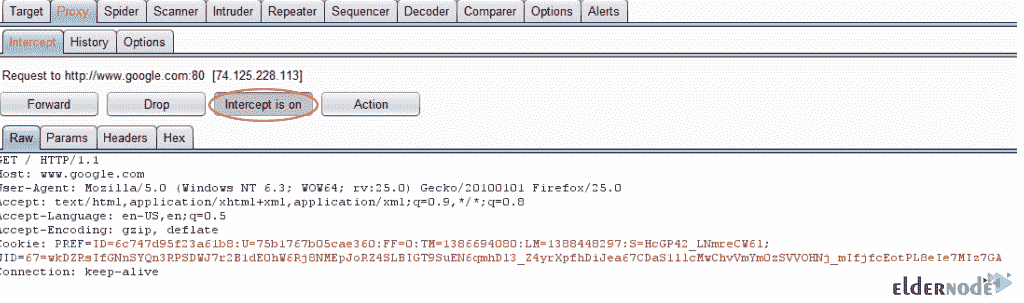 Target Proxy Spider Scanner Intruder Repeater Sequencer Decoder Comparer Options Alerts
Intercept History Options
Request to http://www.google.com:80 [74.125.228.113]
Forward Drop Intercept is on Action
Raw Params Headers Hex
GET / HTTP/1.1
Host: www.google.com
User-Agent: Mozilla/5.0 (Windows NT 6.3; WOW64; rv:25.0) Gecko/20100101 Firefox/25.0
Accept: text/html,application/xhtml+xml,application/xml;q=0.9,*/*;q=0.8
Accept-Language: en-US,en;q=0.5
Accept-Encoding: gzip, deflate
Cookie: PREF=ID=6c747d95f23a61b8:U=75b1767b05cae360:FF=0:TM=1386694080:LM=1388448297:S=HcGP42_LNmreCW61;
Connection: keep-alive
eldernode